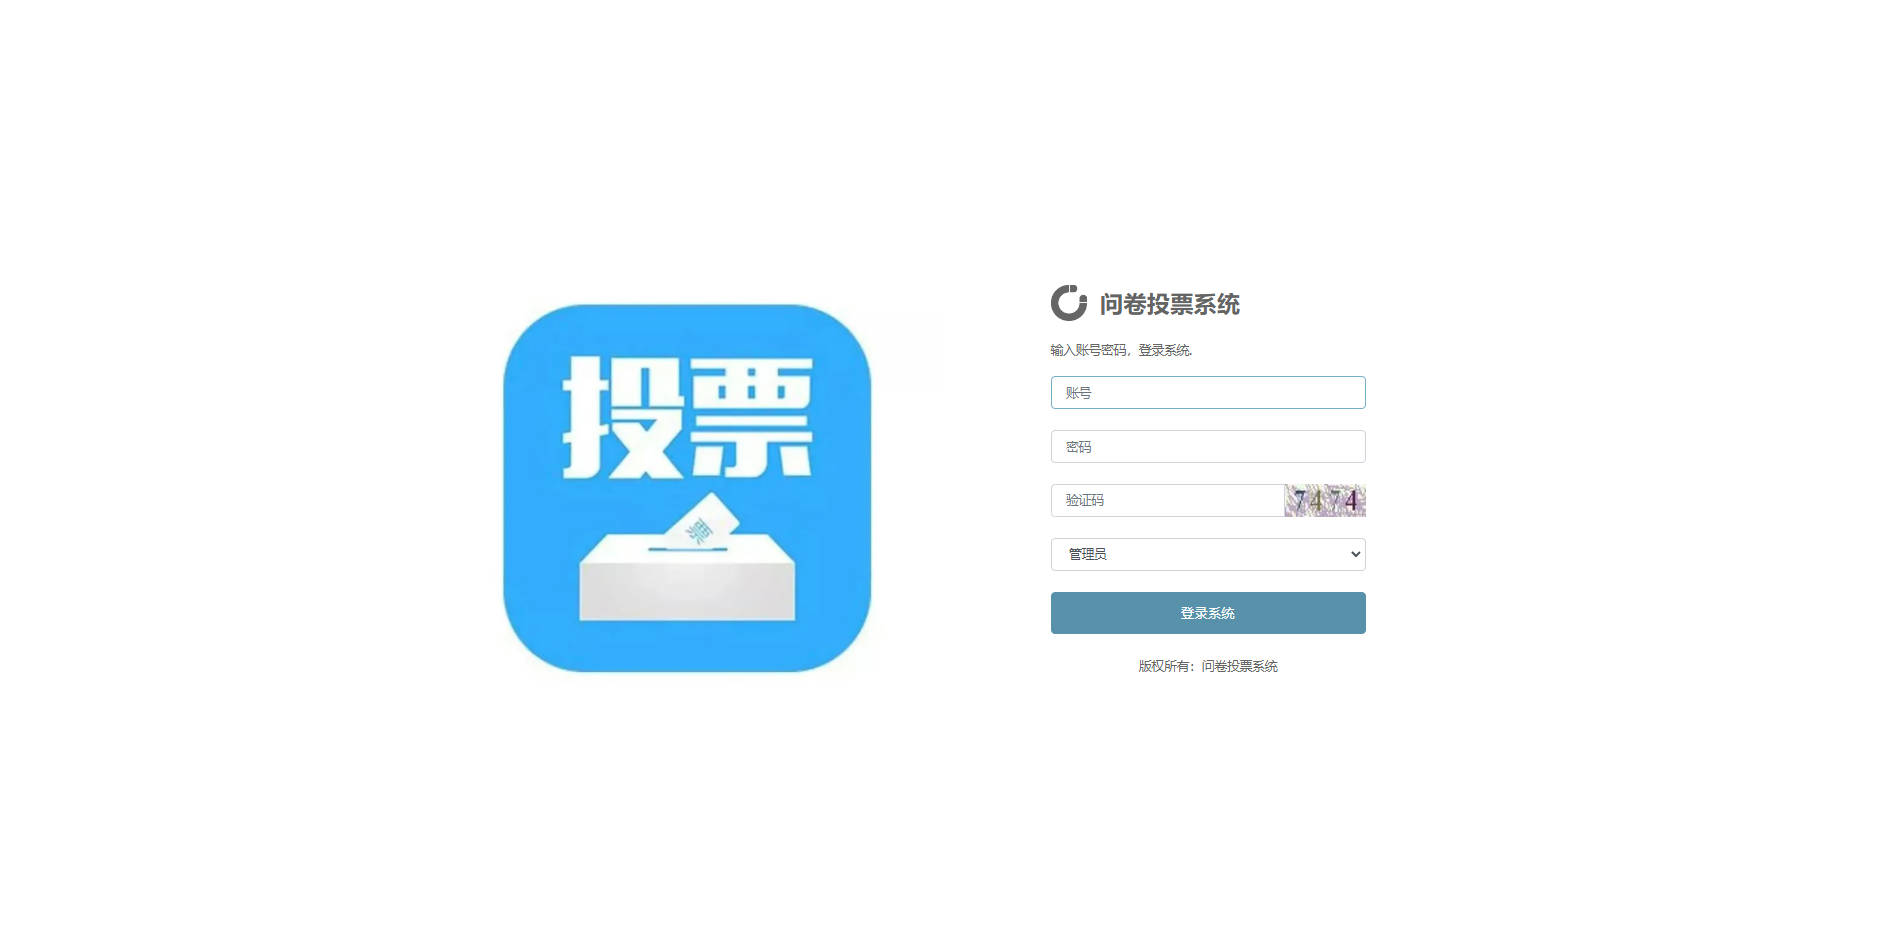 投票
票
问卷投票系统
输入账号密码，登录系统.
账号
密码
验证码
7474
管理员
登录系统
版权所有：问卷投票系统